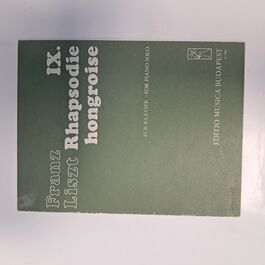 Franz
Liszt
IX.
Rhapsodie
hongroise
FÜR KLAVIER - FOR PIANO SOLO
EDITIO MUSICA BUDAPEST